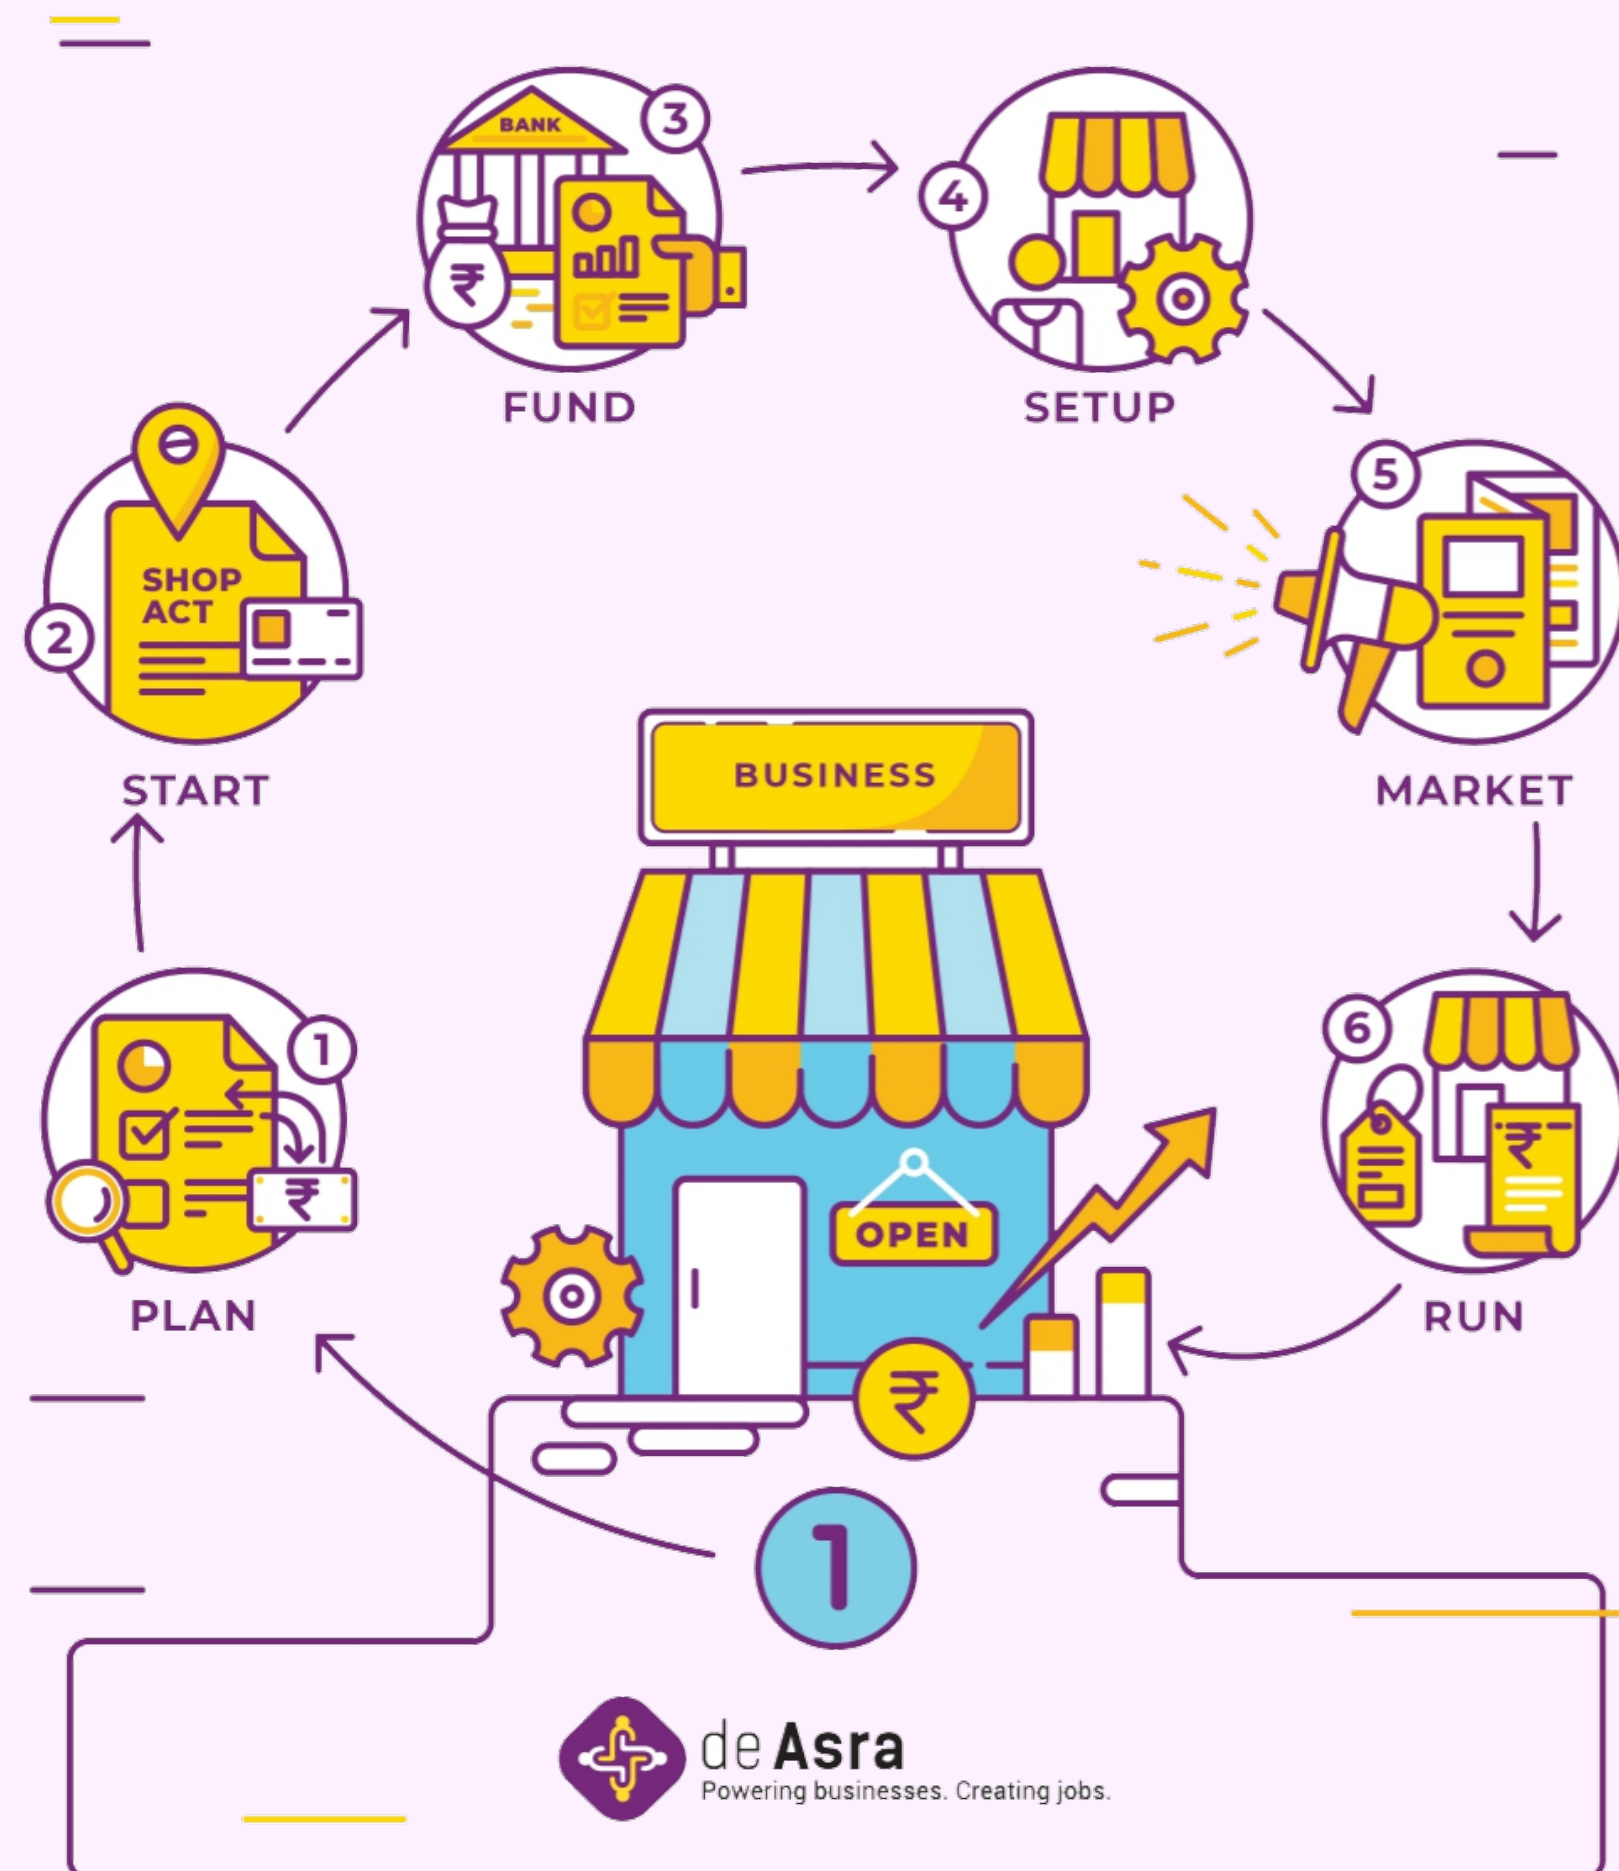 BANK
3
₹
FUND
4
SETUP
SHOP
ACT
2
START
5
MARKET
BUSINESS
1
₹
PLAN
OPEN
₹
6
₹
RUN
1
de Asra
Powering businesses. Creating jobs.